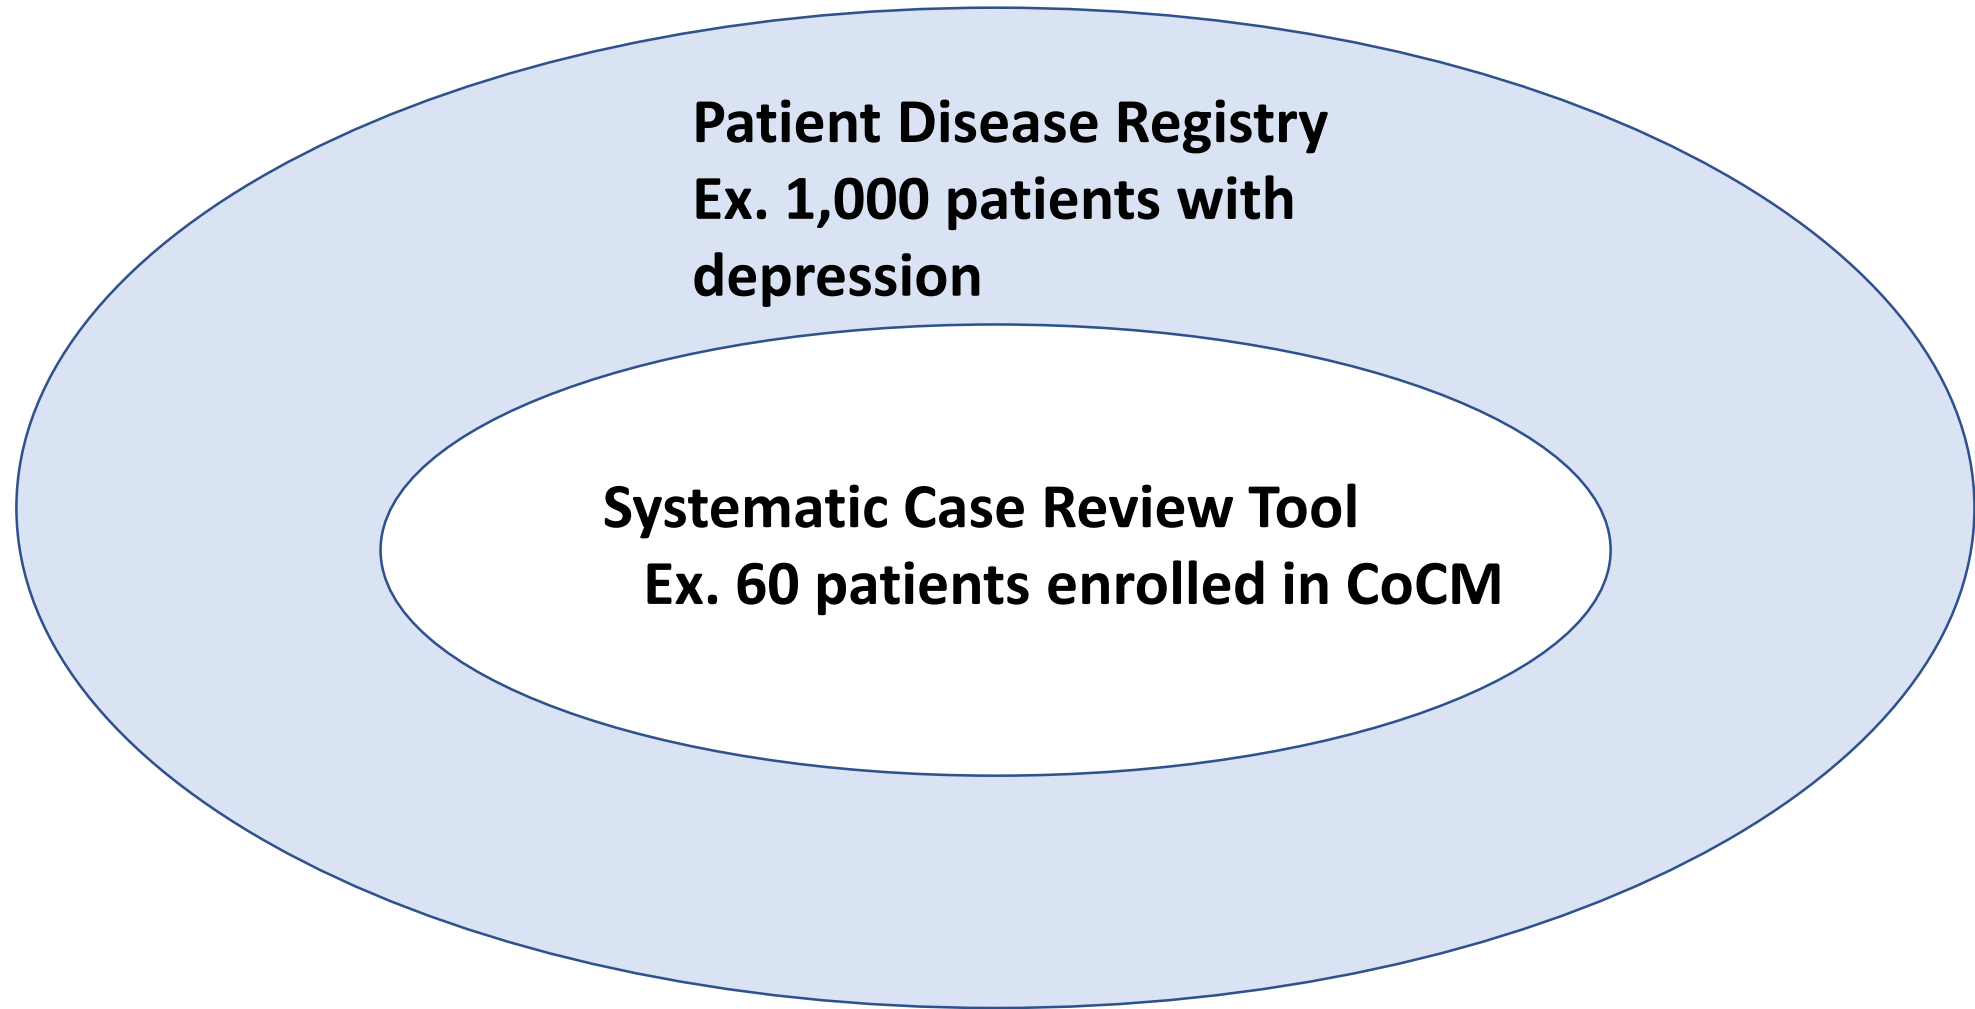 Patient Disease Registry
Ex. 1,000 patients with
depression
Systematic Case Review Tool
Ex. 60 patients enrolled in CoCM